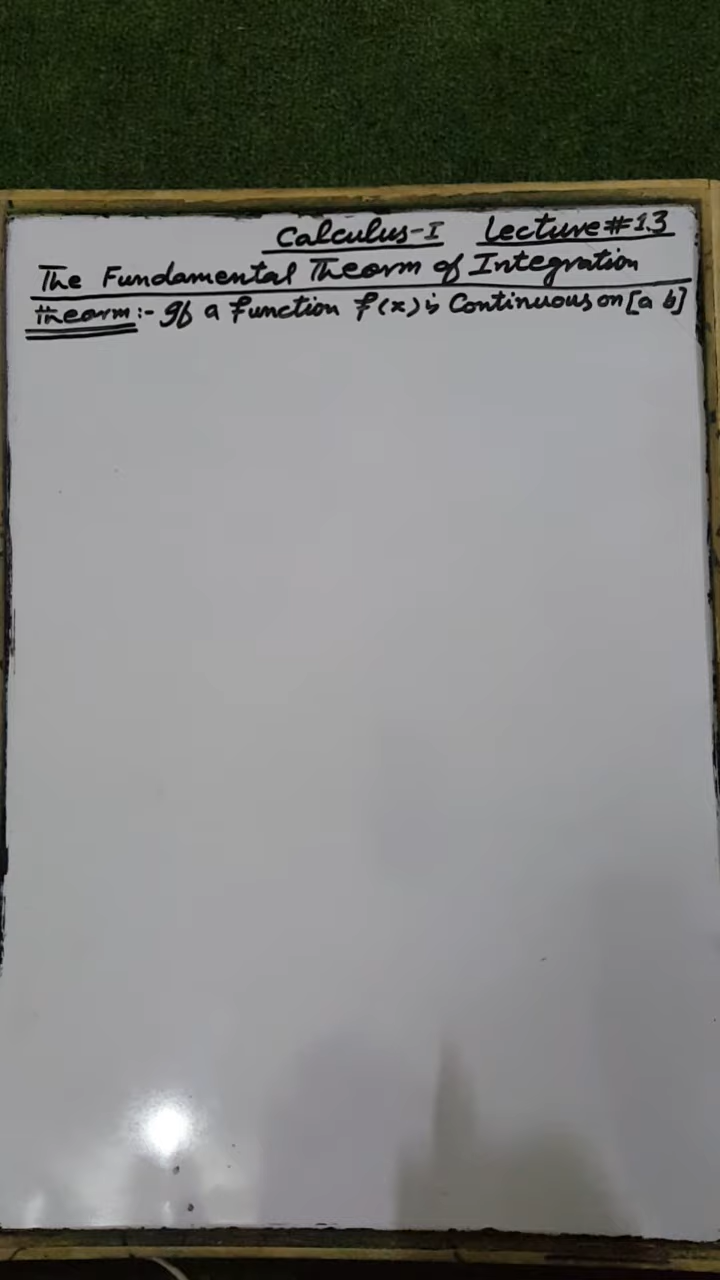 Calculus-I Lecture#13
The Fundamental Theorm of Integration
Theorm:- If a function f(x) is Continuous on [a b]